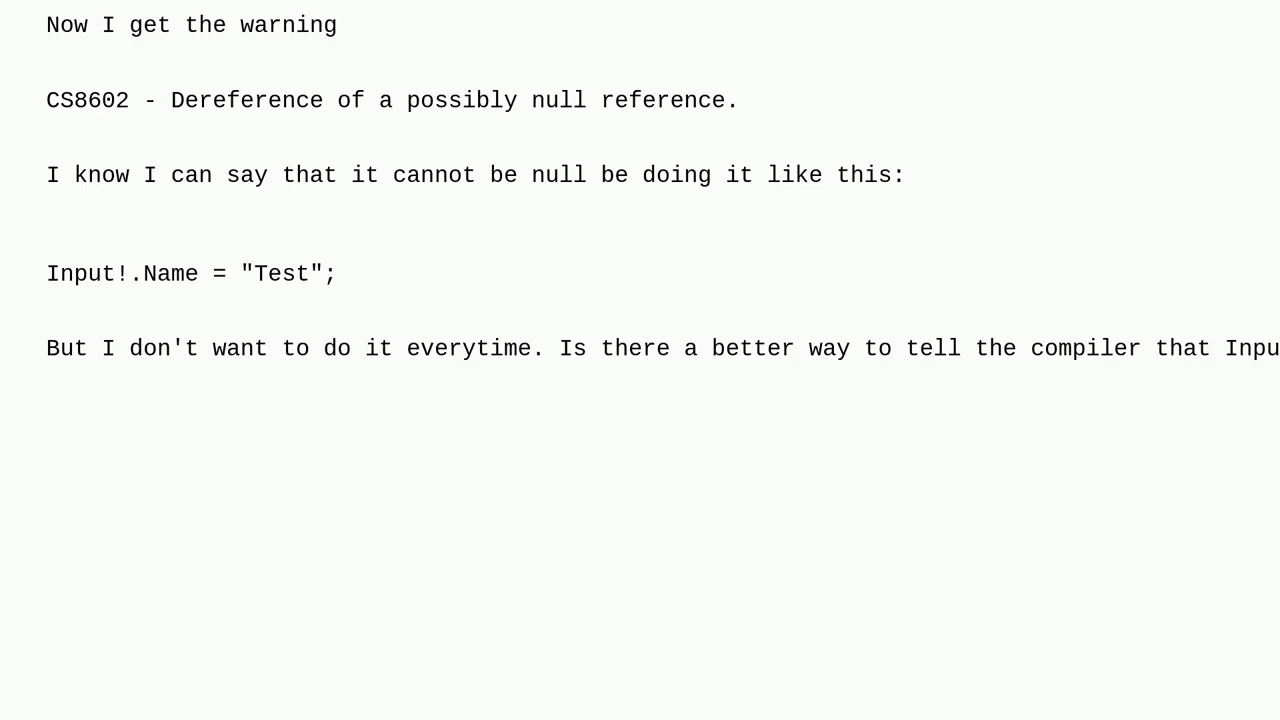 Now I get the warning
CS8602 - Dereference of a possibly null reference.
I know I can say that it cannot be null be doing it like this:
Input!.Name = "Test";
But I don't want to do it everytime. Is there a better way to tell the compiler that Inpu